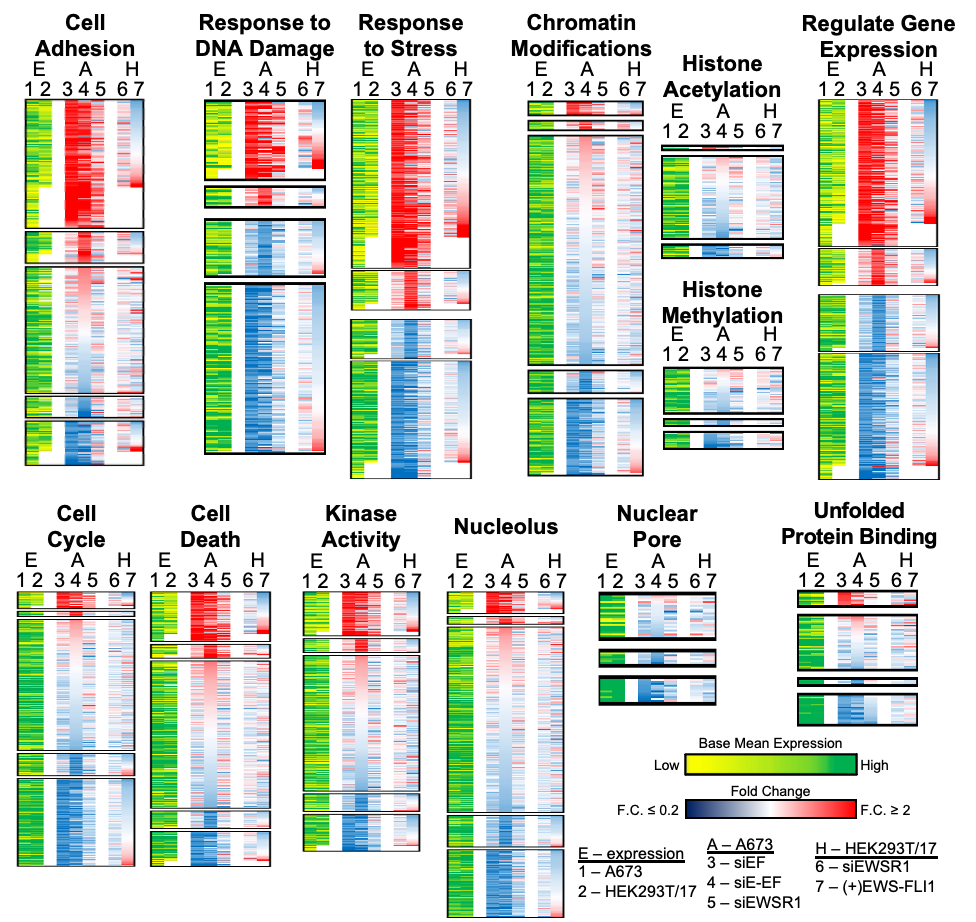 Cell
Adhesion
E A H
1 2 3 4 5 6 7
Response to
DNA Damage
E A H
1 2 3 4 5 6 7
Response
to Stress
E A H
1 2 3 4 5 6 7
Chromatin
Modifications
E A H
1 2 3 4 5 6 7
Histone
Acetylation
E A H
1 2 3 4 5 6 7
Histone
Methylation
E A H
1 2 3 4 5 6 7
Regulate Gene
Expression
E A H
1 2 3 4 5 6 7
Cell
Cycle
E A H
1 2 3 4 5 6 7
Cell
Death
E A H
1 2 3 4 5 6 7
Kinase
Activity
E A H
1 2 3 4 5 6 7
Nucleolus
E A H
1 2 3 4 5 6 7
Nuclear
Pore
E A H
1 2 3 4 5 6 7
Unfolded
Protein Binding
E A H
1 2 3 4 5 6 7
Base Mean Expression
Low High
Fold Change
F.C. ≤ 0.2 F.C. ≥ 2
E – expression
1 – A673
2 – HEK293T/17
A – A673
3 – siEF
4 – siE-EF
5 – siEWSR1
H – HEK293T/17
6 – siEWSR1
7 – (+)EWS-FLI1